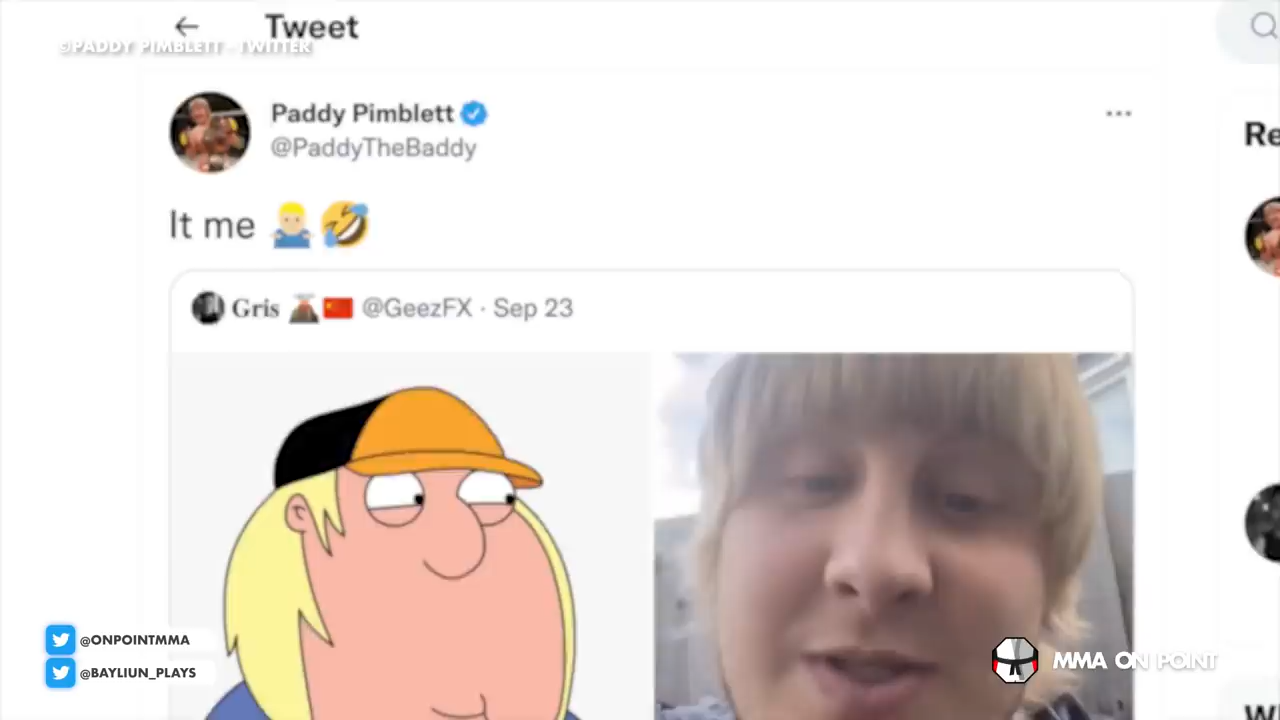 Tweet
©PADDY PIMBLETT - TWITTER
Paddy Pimblett
@PaddyTheBaddy
It me
Gris @GeezFX · Sep 23
Re
@ONPOINTMMA
@BAYLIUN_PLAYS
MMA ON POINT
W